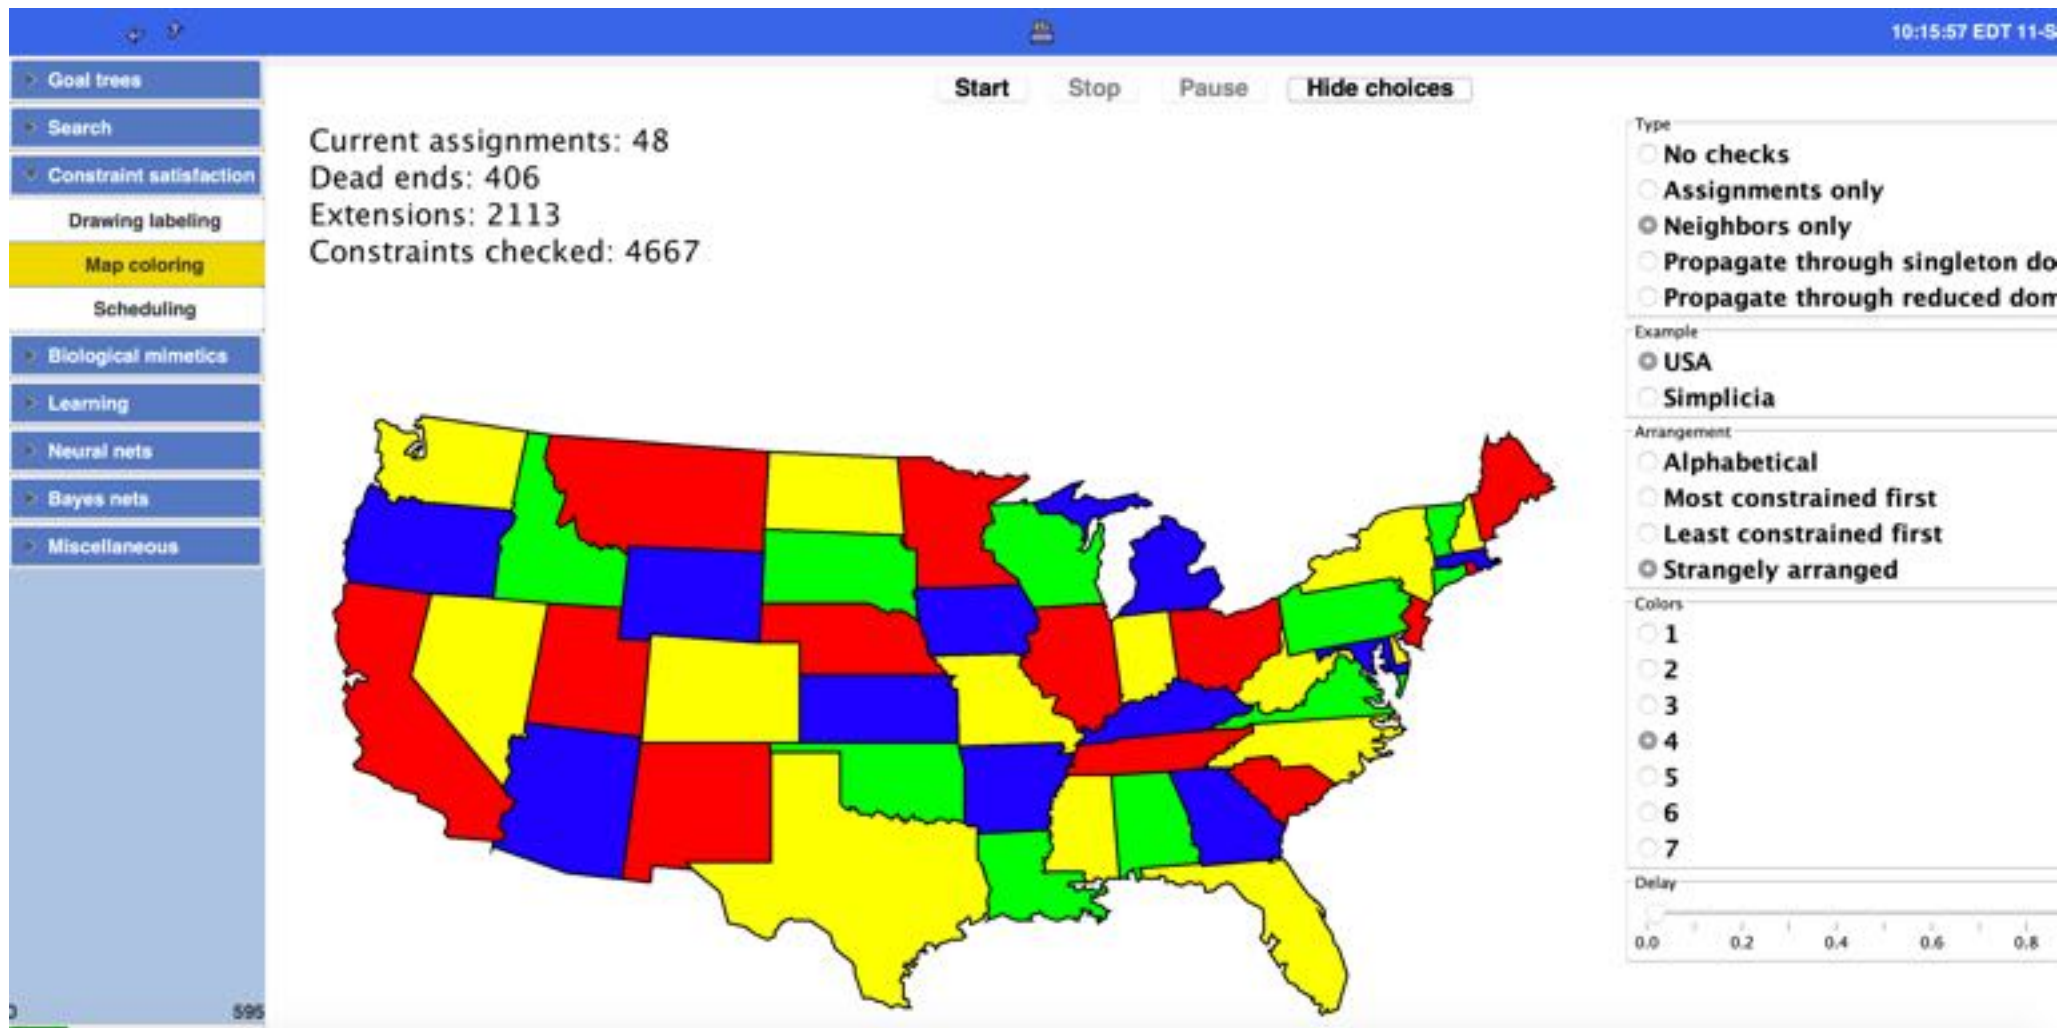 10:15:57 EDT 11-S
Goal trees
Search
Constraint satisfaction
Drawing labeling
Map coloring
Scheduling
Biological mimetics
Learning
Neural nets
Bayes nets
Miscellaneous
595
Start Stop Pause Hide choices
Current assignments: 48
Dead ends: 406
Extensions: 2113
Constraints checked: 4667
Type
No checks
Assignments only
Neighbors only
Propagate through singleton do
Propagate through reduced dom
Example
USA
Simplicia
Arrangement
Alphabetical
Most constrained first
Least constrained first
Strangely arranged
Colors
1
2
3
4
5
6
7
Delay
0.0 0.2 0.4 0.6 0.8